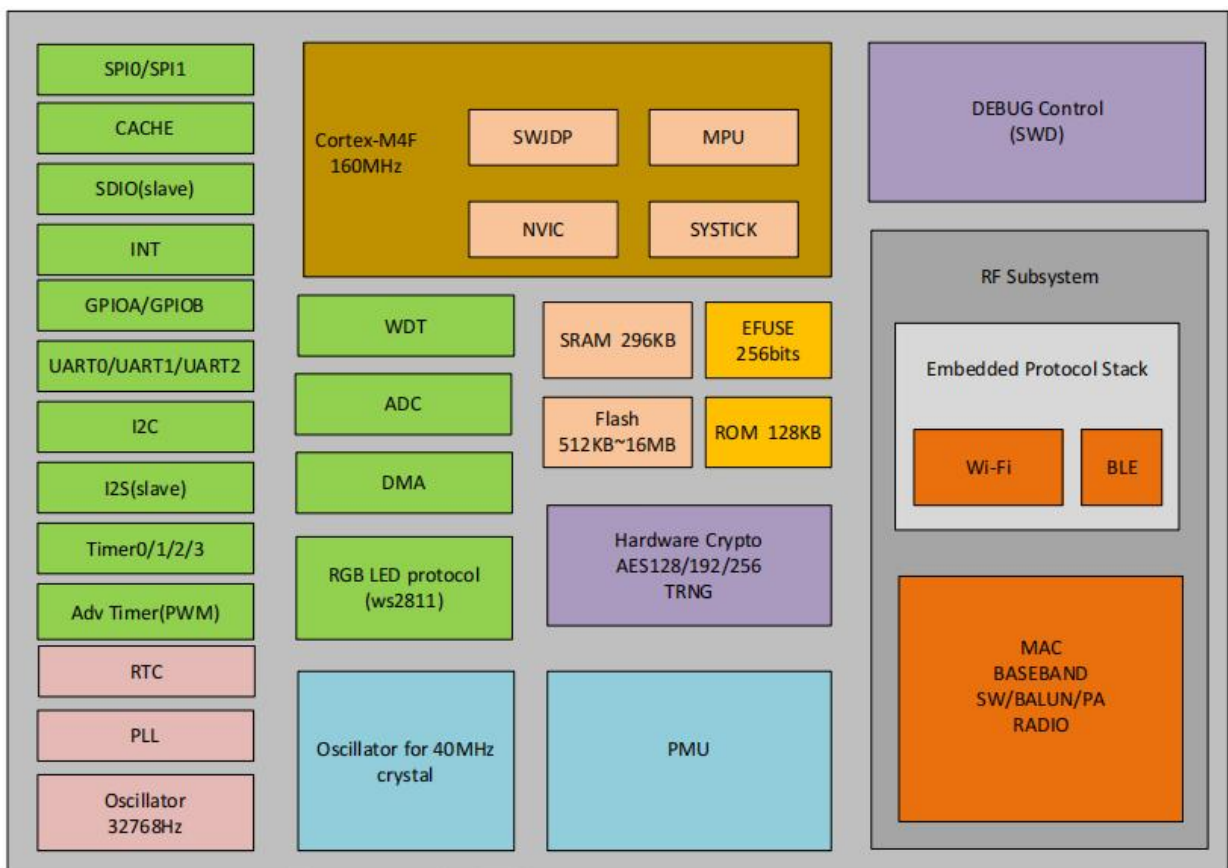 SPI0/SPI1
CACHE
SDIO(slave)
INT
GPIOA/GPIOB
UART0/UART1/UART2
I2C
I2S(slave)
Timer0/1/2/3
Adv Timer(PWM)
RTC
PLL
Oscillator
32768Hz
Cortex-M4F
160MHz
SWJDP
MPU
NVIC
SYSTICK
WDT
ADC
DMA
RGB LED protocol
(ws2811)
Oscillator for 40MHz
crystal
SRAM 296KB
EFUSE
256bits
Flash
512KB~16MB
ROM 128KB
Hardware Crypto
AES128/192/256
TRNG
PMU
DEBUG Control
(SWD)
RF Subsystem
Embedded Protocol Stack
Wi-Fi
BLE
MAC
BASEBAND
SW/BALUN/PA
RADIO